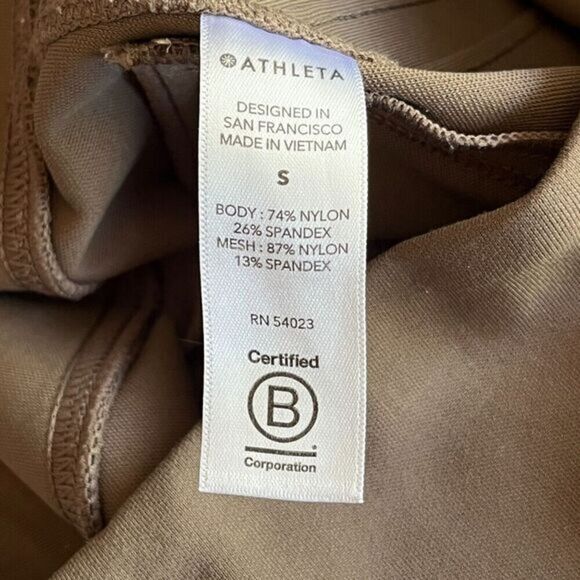 ATHLETA
DESIGNED IN
SAN FRANCISCO
MADE IN VIETNAM
S
BODY : 74% NYLON
26% SPANDEX
MESH : 87% NYLON
13% SPANDEX
RN 54023
Certified
B
Corporation